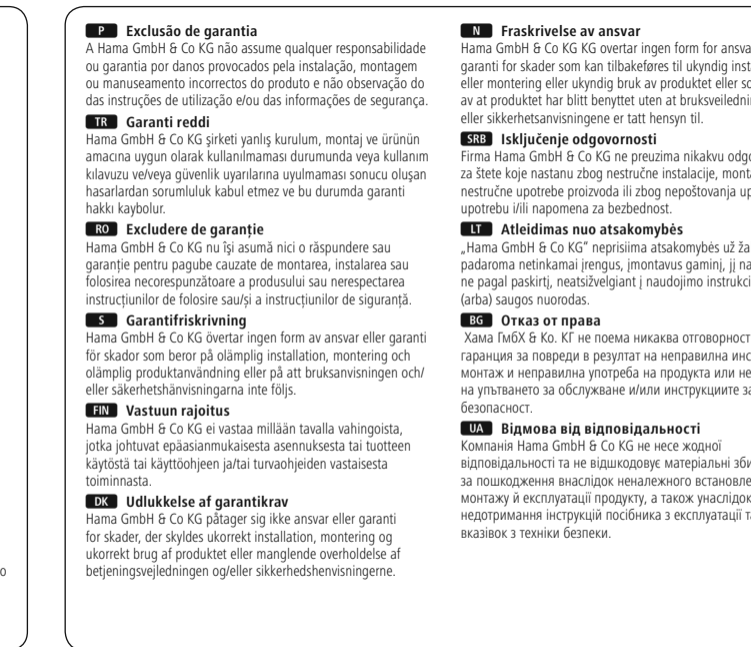 P Exclusão de garantia
A Hama GmbH & Co KG não assume qualquer responsabilidade
ou garantia por danos provocados pela instalação, montagem
ou manuseamento incorrectos do produto e não observação do
das instruções de utilização e/ou das informações de segurança.
TR Garanti reddi
Hama GmbH & Co KG şirketi yanlış kurulum, montaj ve ürünün
amacına uygun olarak kullanılmaması durumunda veya kullanım
kılavuzu ve/veya güvenlik uyarılarına uyulmaması sonucu oluşan
hasarlardan sorumluluk kabul etmez ve bu durumda garanti
hakkı kaybolur.
RO Excludere de garanție
Hama GmbH & Co KG nu își asumă nici o răspundere sau
garanție pentru pagube cauzate de montarea, instalarea sau
folosirea necorespunzătoare a produsului sau nerespectarea
instrucțiunilor de folosire sau/și a instrucțiunilor de siguranță.
S Garantifriskrivning
Hama GmbH & Co KG övertar ingen form av ansvar eller garanti
för skador som beror på olämplig installation, montering och
olämplig produktanvändning eller på att bruksanvisningen och/
eller säkerhetshänvisningarna inte följs.
FIN Vastuun rajoitus
Hama GmbH & Co KG ei vastaa millään tavalla vahingoista,
jotka johtuvat epäasianmukaisesta asennuksesta tai tuotteen
käytöstä tai käyttöohjeen ja/tai turvaohjeiden vastaisesta
toiminnasta.
DK Udlukkelse af garantikrav
Hama GmbH & Co KG påtager sig ikke ansvar eller garanti
for skader, der skyldes ukorrekt installation, montering og
ukorrekt brug af produktet eller manglende overholdelse af
betjeningsvejledningen og/eller sikkerhedshenvisningerne.
N Fraskrivelse av ansvar
Hama GmbH & Co KG KG overtar ingen form for
garanti for skader som kan tilbakeføres til ukyndig
eller montering eller ukyndig bruk av produktet eller
av at produktet har blitt benyttet uten at
eller sikkerhetsanvisningene er tatt hensyn til.
SRB Isključenje odgovornosti
Firma Hama GmbH & Co KG ne preuzima nikakvu
za štete koje nastanu zbog nestručne instalacije,
nestručne upotrebe proizvoda ili zbog nepoštovanja
upotrebu i/ili napomena za bezbednost.
LT Atleidimas nuo atsakomybės
„Hama GmbH & Co KG” neprisiima atsakomybės už
padaroma netinkamai įrengus, įmontavus gaminį, jį
ne pagal paskirtį, neatsižvelgiant į naudojimo
(arba) saugos nuorodas.
BG Отказ от права
Хама ГмбХ & Ко. КГ не поема никаква
гаранция за повреди в резултат на неправилна
монтаж и неправилна употреба на продукта или
на упътването за обслужване и/или инструкциите за
безопасност.
UA Відмова від відповідальності
Компанія Hama GmbH & Co KG не несе жодної
відповідальності та не відшкодовує матеріальні
за пошкодження внаслідок неналежного
монтажу й експлуатації продукту, а також унаслідок
недотримання інструкцій посібника з експлуатації
вказівок з техніки безпеки.